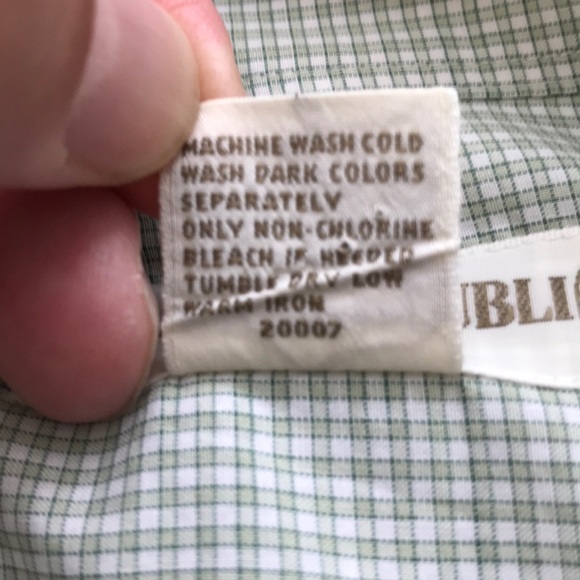 MACHINE WASH COLD
WASH DARK COLORS
SEPARATELY
ONLY NON-CHLORINE
BLEACH IF NEEDED
TUMBLE DRY LOW
WARM IRON
20007
UBLIC